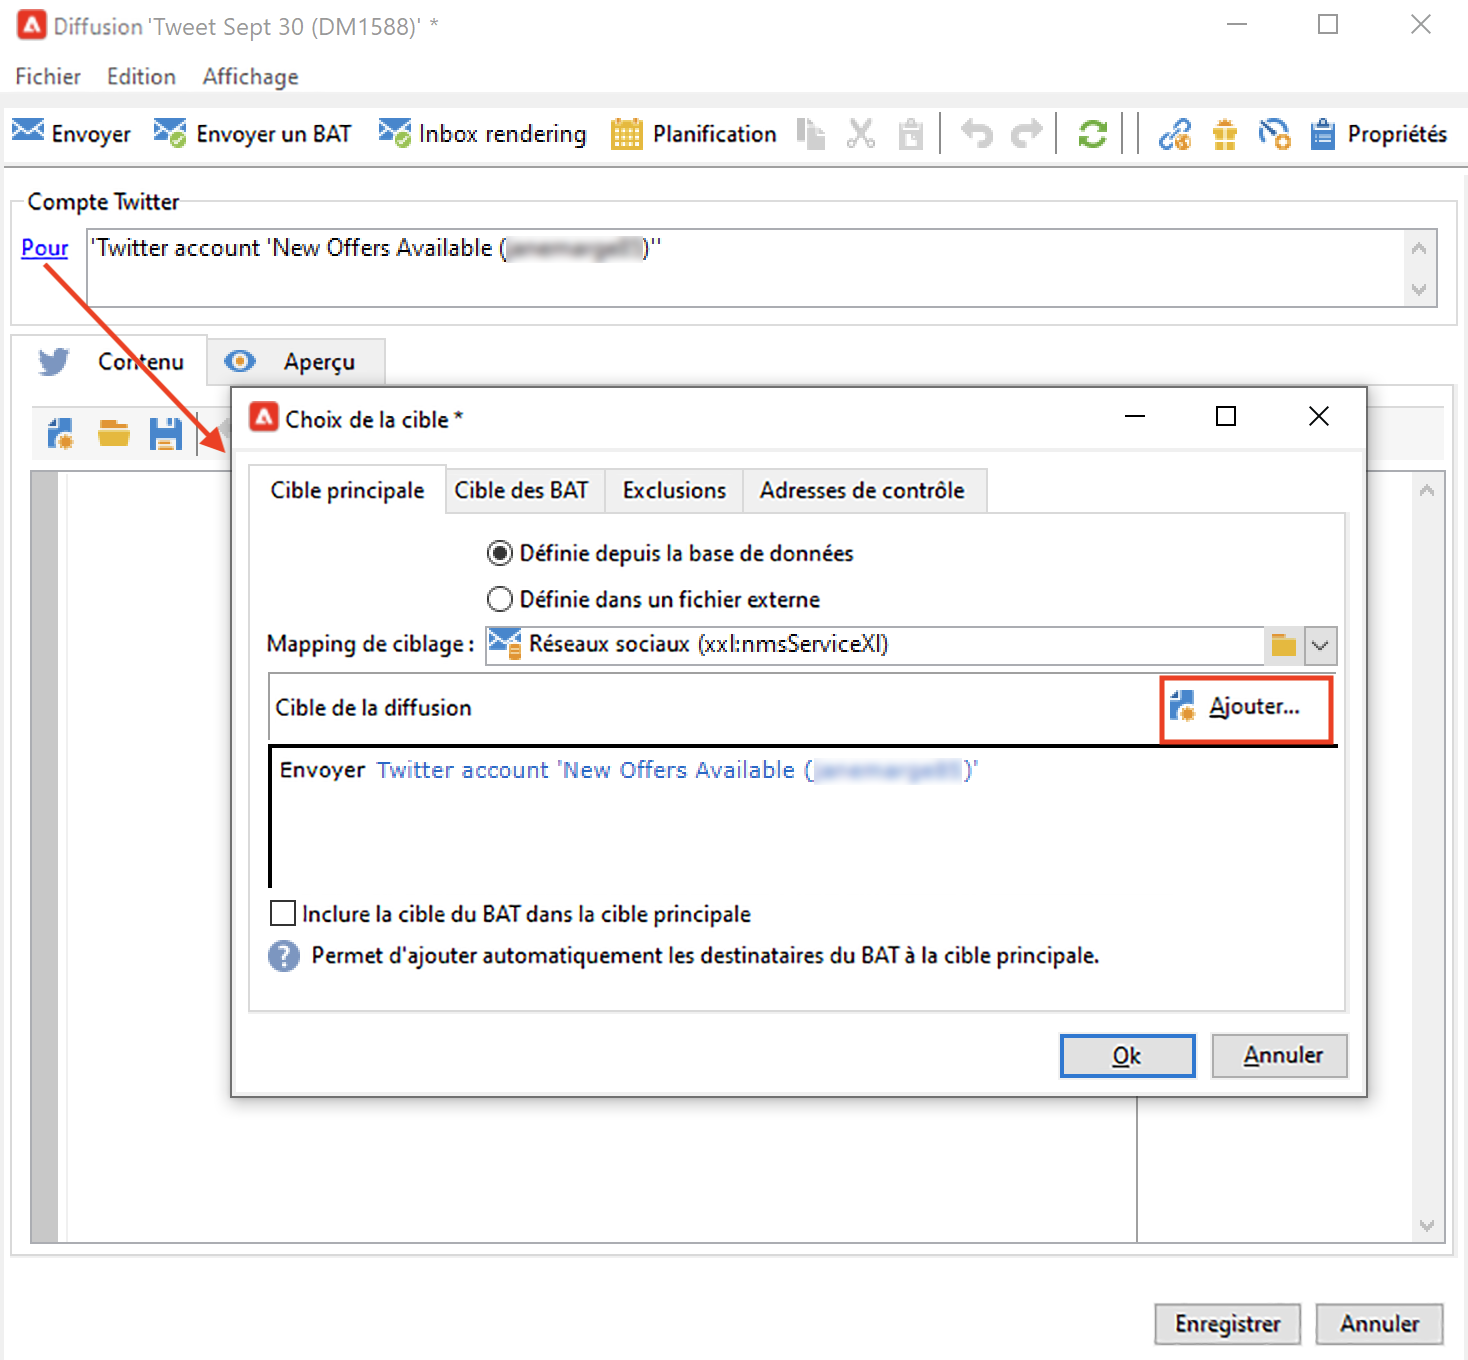 Diffusion 'Tweet Sept 30 (DM1588)' *
Fichier Edition Affichage
Envoyer Envoyer un BAT Inbox rendering Planification Propriétés
Compte Twitter
Pour 'Twitter account 'New Offers Available ()''
Contenu Aperçu
Choix de la cible *
Cible principale Cible des BAT Exclusions Adresses de contrôle
Définie depuis la base de données
Définie dans un fichier externe
Mapping de ciblage : Réseaux sociaux (xxl:nmsServiceXl)
Cible de la diffusion Ajouter...
Envoyer Twitter account 'New Offers Available ()'
Inclure la cible du BAT dans la cible principale
? Permet d'ajouter automatiquement les destinataires du BAT à la cible principale.
Ok Annuler
Enregistrer Annuler